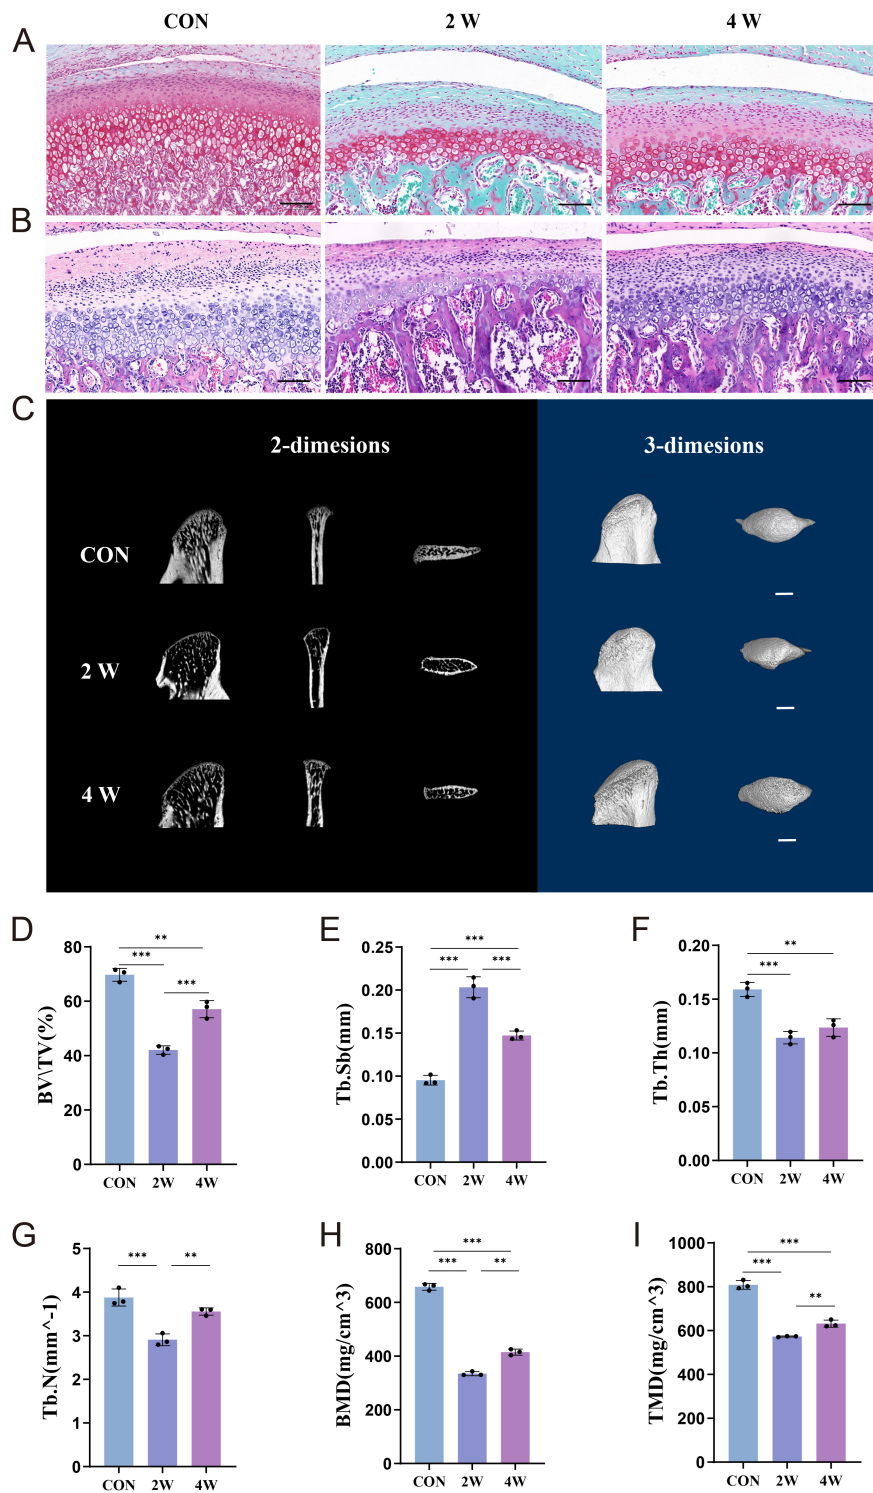 CON 2 W 4 W
A
B
C
2-dimesions 3-dimesions
CON
2 W
4 W
D E F
BV\TV(%)
80
60
40
20
0
** 
***
***
CON 2W 4W
Tb.Sb(mm)
0.25
0.20
0.15
0.10
0.05
0.00
***
*** ***
CON 2W 4W
Tb.Th(mm)
0.20
0.15
0.10
0.05
0.00
**
***
CON 2W 4W
G H I
Tb.N(mm^-1)
5
4
3
2
1
0
*** **
CON 2W 4W
BMD(mg/cm^3)
800
600
400
200
0
***
*** **
CON 2W 4W
TMD(mg/cm^3)
1000
800
600
400
200
0
***
***
**
CON 2W 4W